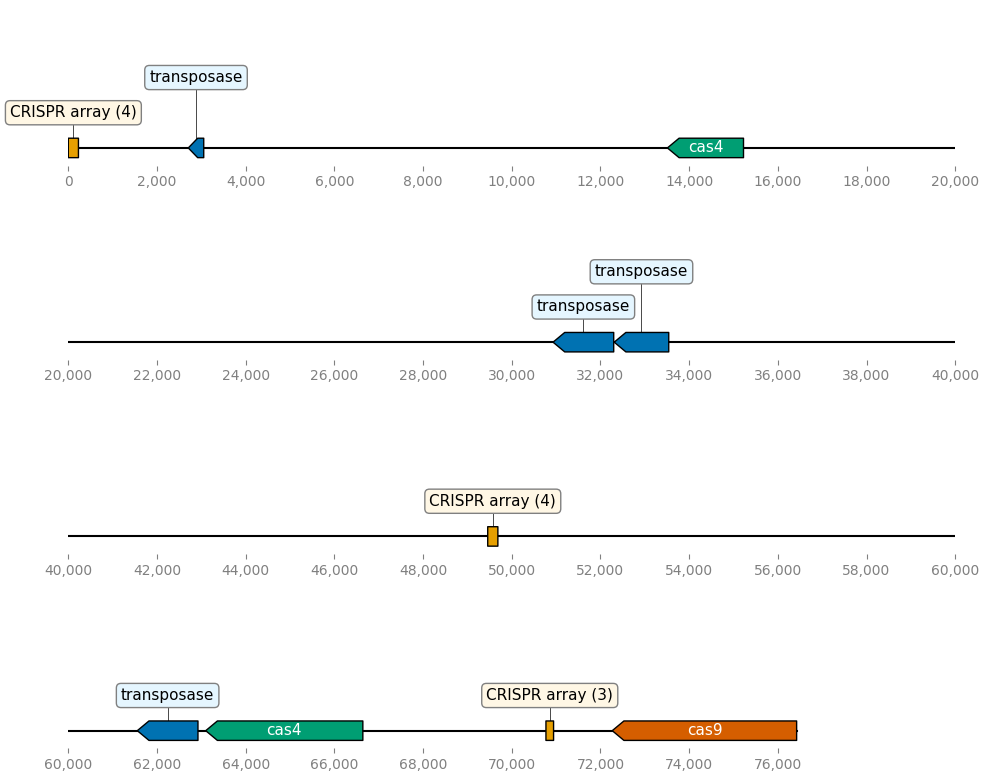 transposase
CRISPR array (4)
cas4
0 2,000 4,000 6,000 8,000 10,000 12,000 14,000 16,000 18,000 20,000
transposase
transposase
20,000 22,000 24,000 26,000 28,000 30,000 32,000 34,000 36,000 38,000 40,000
CRISPR array (4)
40,000 42,000 44,000 46,000 48,000 50,000 52,000 54,000 56,000 58,000 60,000
transposase CRISPR array (3)
cas4 cas9
60,000 62,000 64,000 66,000 68,000 70,000 72,000 74,000 76,000